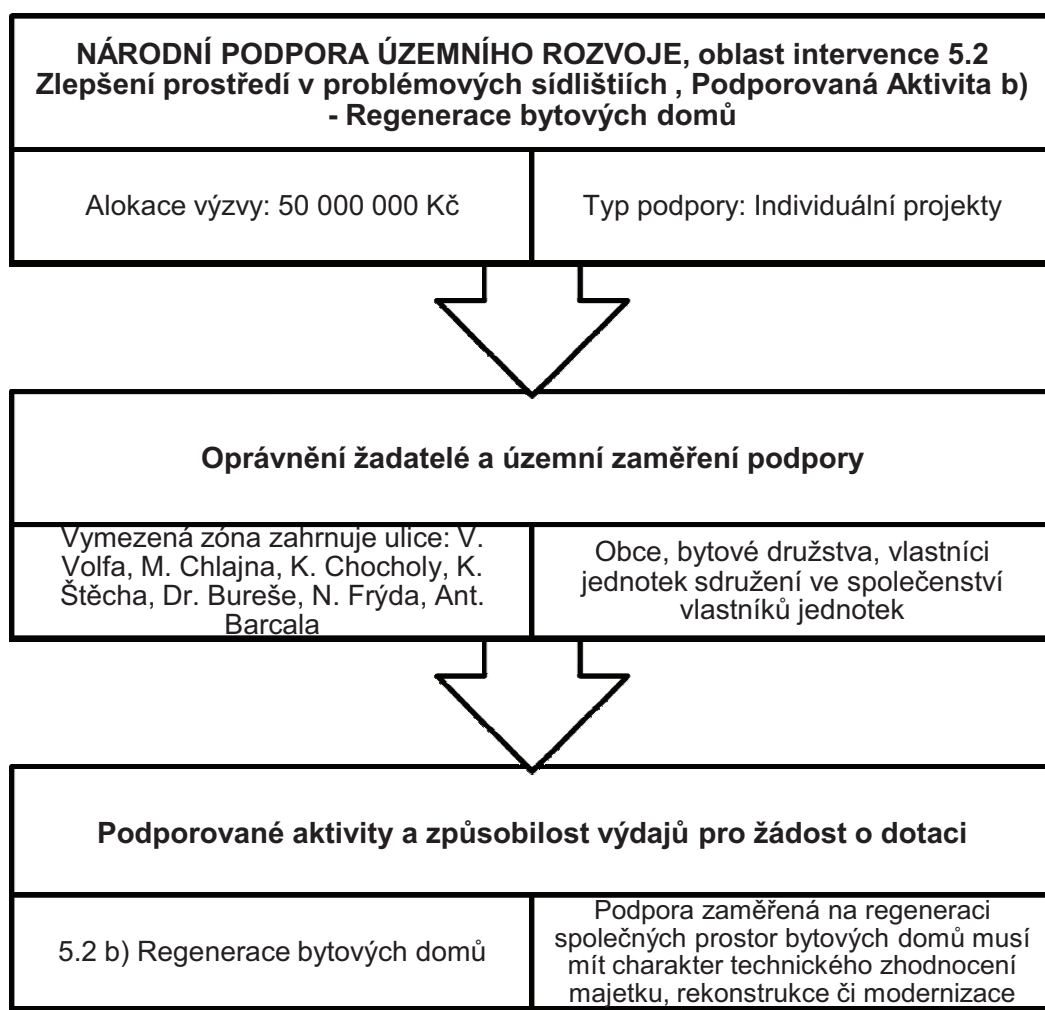 NÁRODNÍ PODPORA ÚZEMNÍHO ROZVOJE, oblast intervence 5.2
Zlepšení prostředí v problémových sídlištiích , Podporovaná Aktivita b)
- Regenerace bytových domů
Alokace výzvy: 50 000 000 Kč
Typ podpory: Individuální projekty
Oprávnění žadatelé a územní zaměření podpory
Vymezená zóna zahrnuje ulice: V.
Volfa, M. Chlajna, K. Chocholy, K.
Štěcha, Dr. Bureše, N. Frýda, Ant.
Barcala
Obce, bytové družstva, vlastníci
jednotek sdružení ve společenství
vlastníků jednotek
Podporované aktivity a způsobilost výdajů pro žádost o dotaci
5.2 b) Regenerace bytových domů
Podpora zaměřená na regeneraci
společných prostor bytových domů musí
mít charakter technického zhodnocení
majetku, rekonstrukce či modernizace